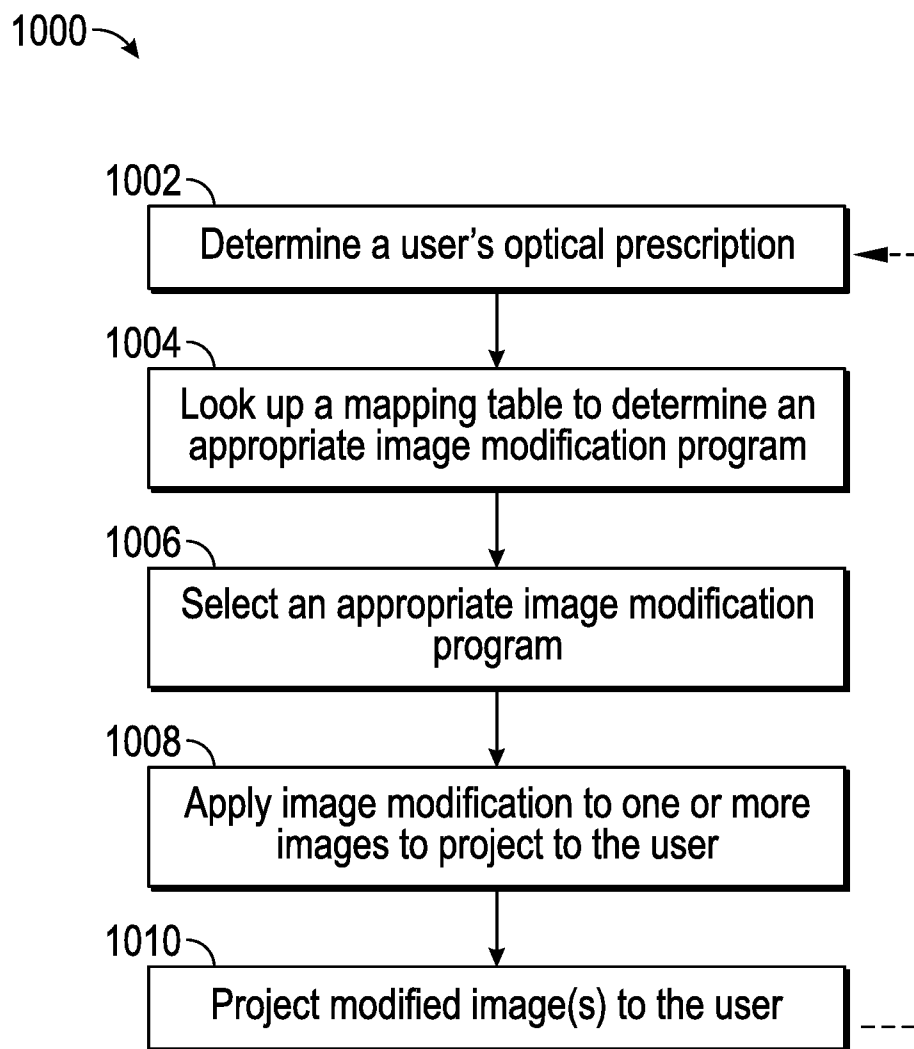 1000
1002
Determine a user’s optical prescription
1004
Look up a mapping table to determine an
appropriate image modification program
1006
Select an appropriate image modification
program
1008
Apply image modification to one or more
images to project to the user
1010
Project modified image(s) to the user